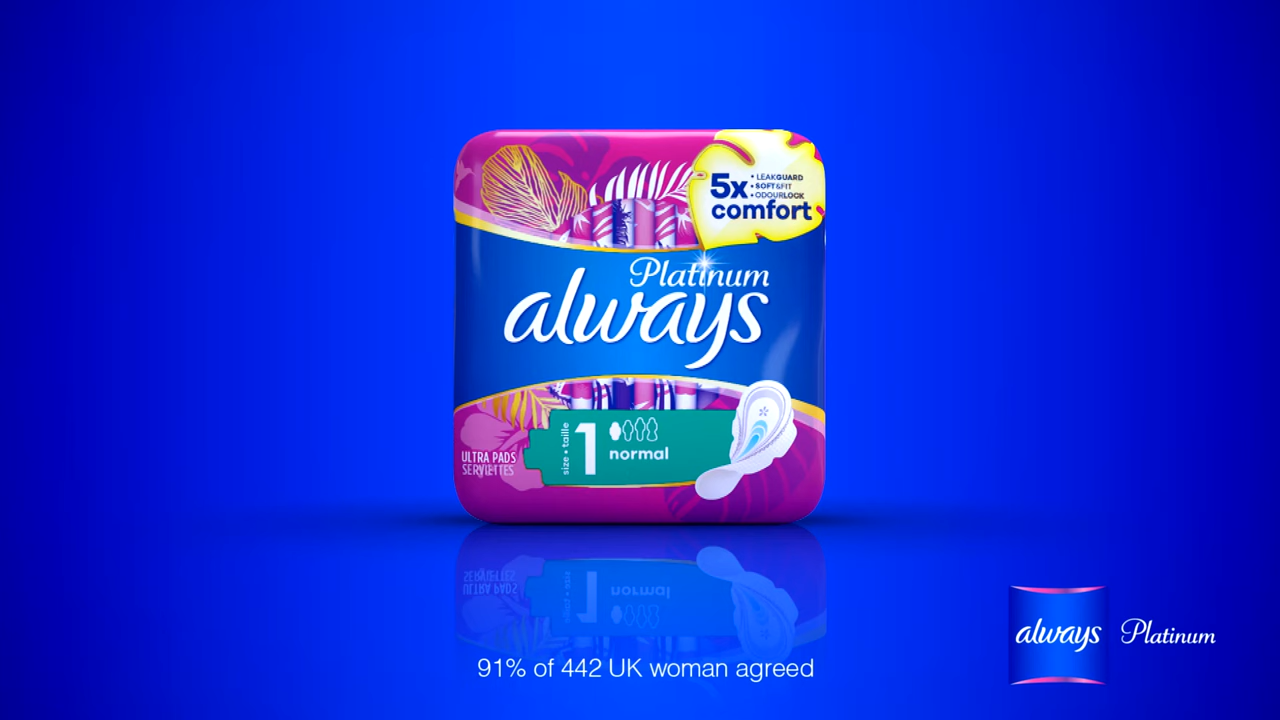 5x
• LEAKGUARD
• SOFT&FIT
• ODOURLOCK
comfort
Platinum
always
size • taille
1
normal
ULTRA PADS
SERVIETTES
91% of 442 UK woman agreed
always Platinum